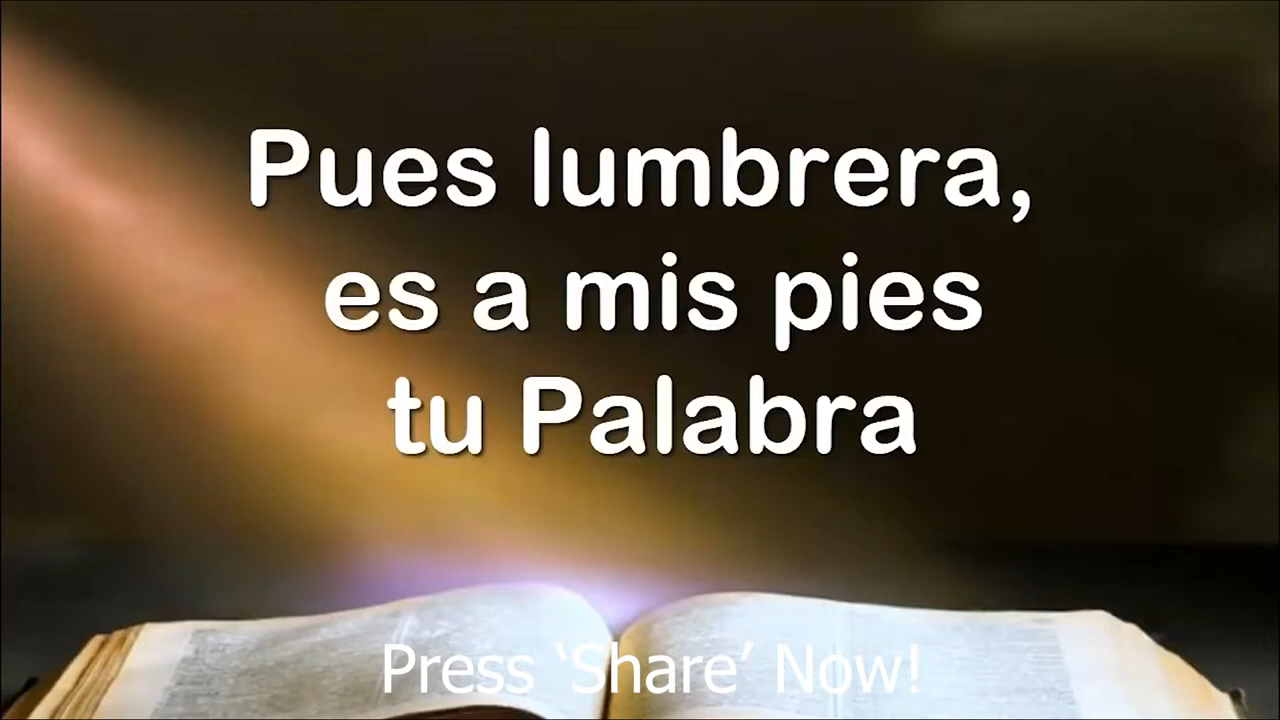 Pues lumbrera,
es a mis pies
tu Palabra
Press ‘Share’ Now!